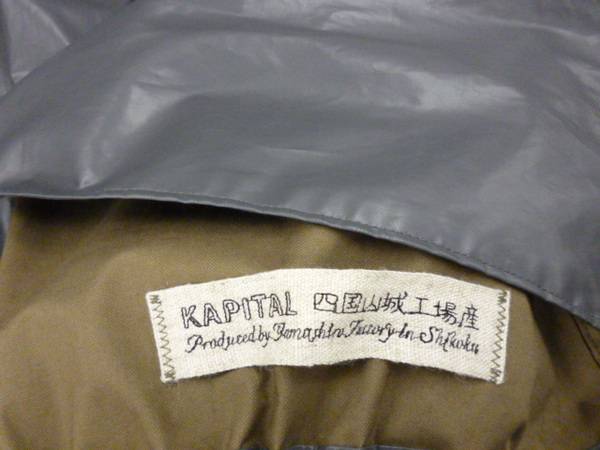 KAPITAL 四国山城工場産
Produced by Yamashiro Factory In Shikoku